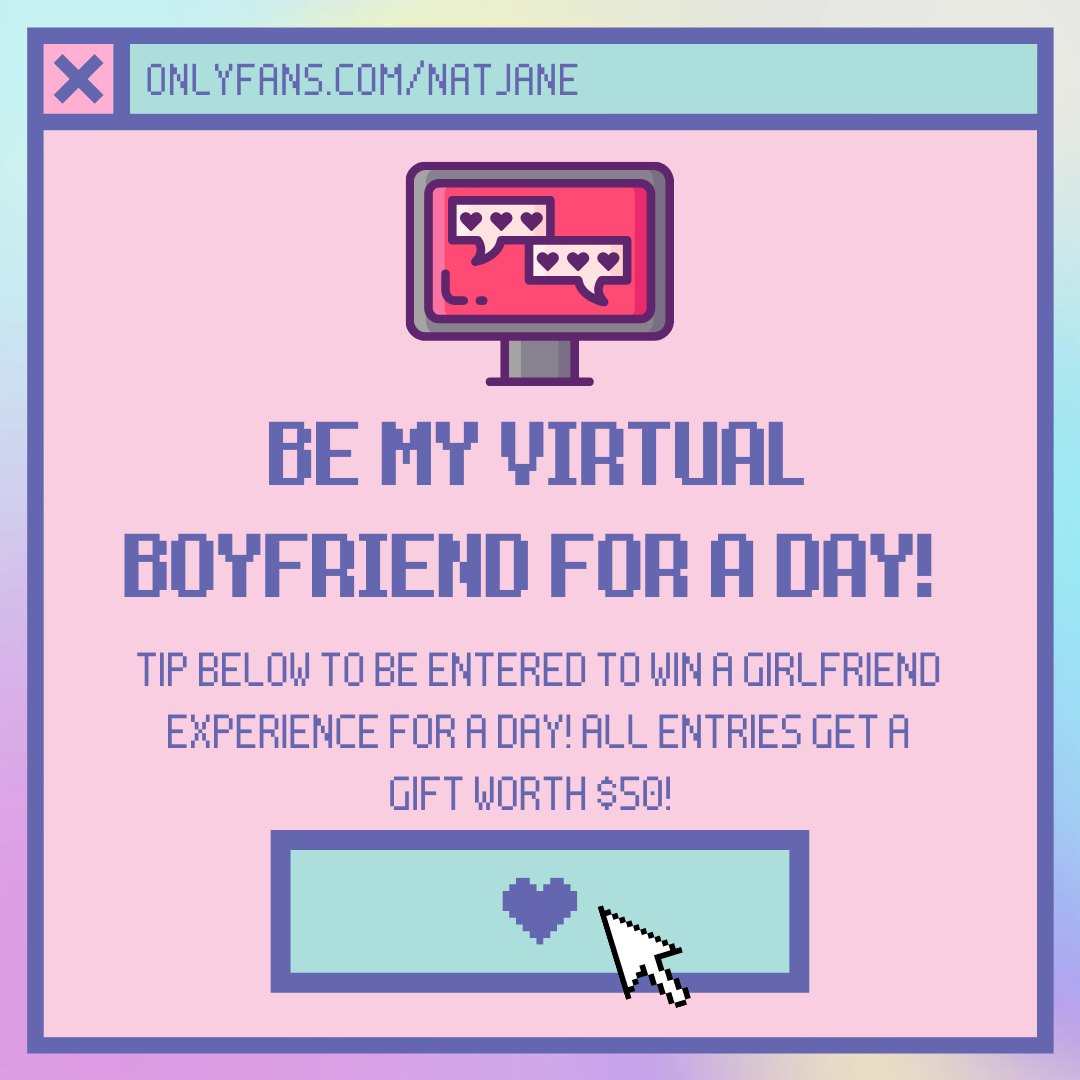 ONLYFANS.COM/NATJANE
BE MY VIRTUAL
BOYFRIEND FOR A DAY!
TIP BELOW TO BE ENTERED TO WIN A GIRLFRIEND
EXPERIENCE FOR A DAY! ALL ENTRIES GET A
GIFT WORTH $50!